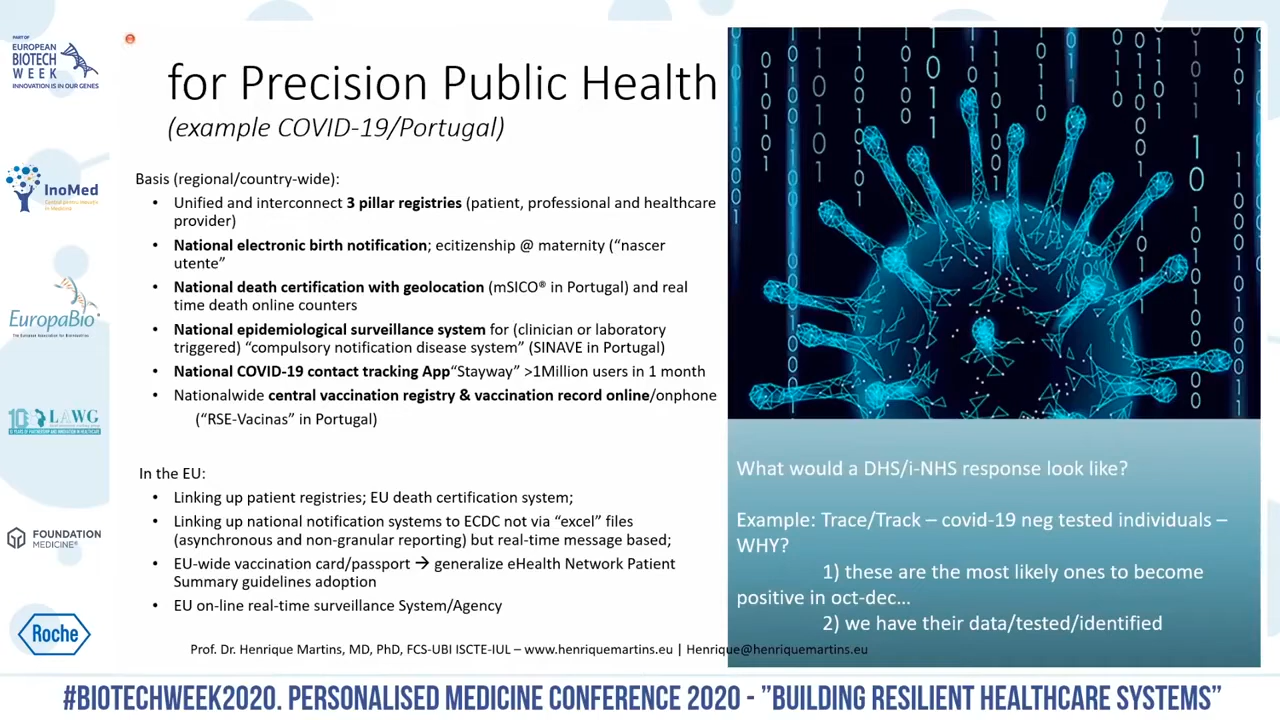 PART OF
EUROPEAN
BIOTECH
WEEK
INNOVATION IS IN OUR GENES
InoMed
EuropaBio®
LAWG
FOUNDATION
MEDICINE®
Roche
for Precision Public Health
(example COVID-19/Portugal)
Basis (regional/country-wide):
• Unified and interconnect 3 pillar registries (patient, professional and healthcare
provider)
• National electronic birth notification; ecitizenship @ maternity (“nascer
utente”
• National death certification with geolocation (mSICO® in Portugal) and real
time death online counters
• National epidemiological surveillance system for (clinician or laboratory
triggered) “compulsory notification disease system” (SINAVE in Portugal)
• National COVID-19 contact tracking App“Stayway” >1Million users in 1 month
• Nationalwide central vaccination registry & vaccination record online/onphone
(“RSE-Vacinas” in Portugal)
In the EU:
• Linking up patient registries; EU death certification system;
• Linking up national notification systems to ECDC not via “excel” files
(asynchronous and non-granular reporting) but real-time message based;
• EU-wide vaccination card/passport → generalize eHealth Network Patient
Summary guidelines adoption
• EU on-line real-time surveillance System/Agency
What would a DHS/i-NHS response look like?
Example: Trace/Track – covid-19 neg tested individuals –
WHY?
1) these are the most likely ones to become
positive in oct-dec…
2) we have their data/tested/identified
Prof. Dr. Henrique Martins, MD, PhD, FCS-UBI ISCTE-IUL – www.henriquemartins.eu | Henrique@henriquemartins.eu
#BIOTECHWEEK2020. PERSONALISED MEDICINE CONFERENCE 2020 - ”BUILDING RESILIENT HEALTHCARE SYSTEMS”